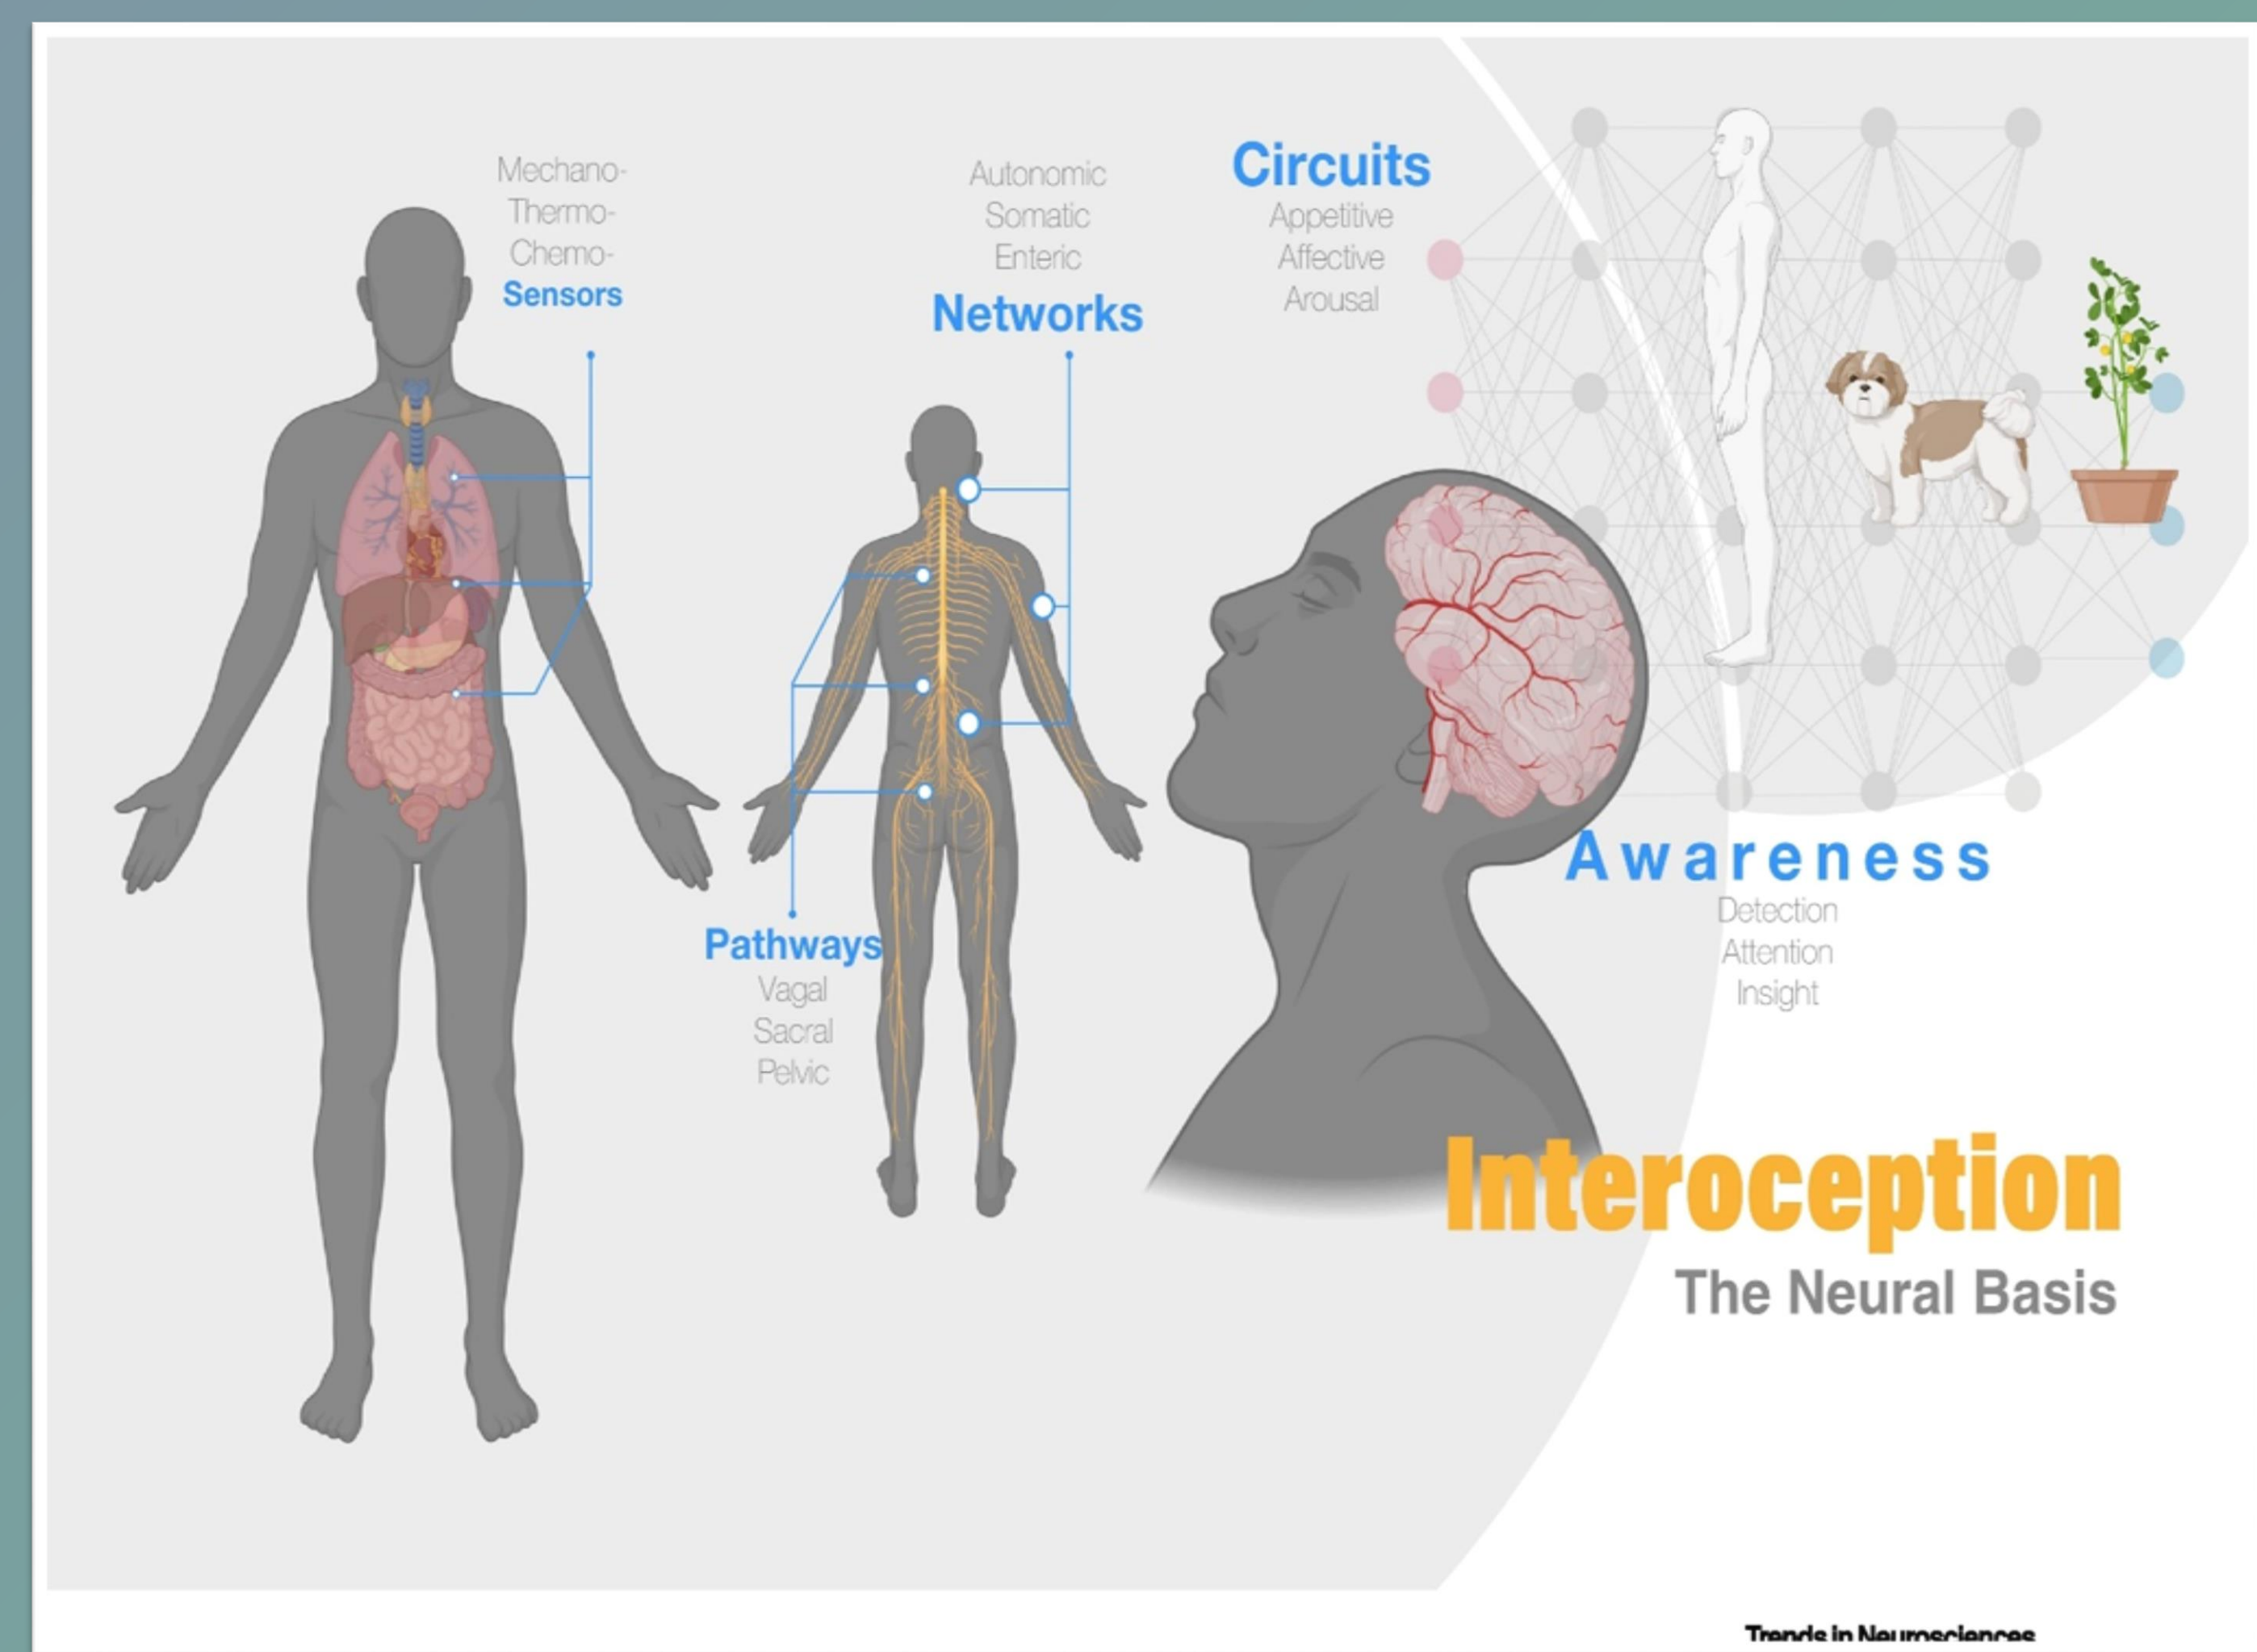 Mechano-
Thermo-
Chemo-
Sensors
Autonomic
Somatic
Enteric
Networks
Circuits
Appetitive
Affective
Arousal
Pathways
Vagal
Sacral
Pelvic
Awareness
Detection
Attention
Insight
Interoception
The Neural Basis
Trends in Neurosciences